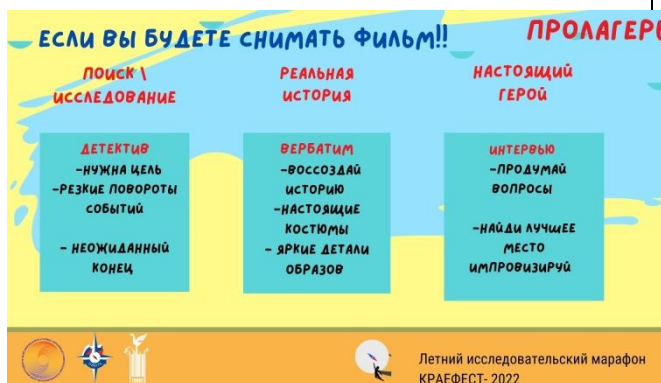 ЕСЛИ ВЫ БУДЕТЕ СНИМАТЬ ФИЛЬМ!!
ПРОЛАГЕРЬ
ПОИСК \
ИССЛЕДОВАНИЕ
ДЕТЕКТИВ
-НУЖНА ЦЕЛЬ
-РЕЗКИЕ ПОВОРОТЫ
СОБЫТИЙ
- НЕОЖИДАННЫЙ
КОНЕЦ
РЕАЛЬНАЯ
ИСТОРИЯ
ВЕРБАТИМ
-ВОССОЗДАЙ
ИСТОРИЮ
-НАСТОЯЩИЕ
КОСТЮМЫ
- ЯРКИЕ ДЕТАЛИ
ОБРАЗОВ
НАСТОЯЩИЙ
ГЕРОЙ
ИНТЕРВЬЮ
-ПРОДУМАЙ
ВОПРОСЫ
-НАЙДИ ЛУЧШЕЕ
МЕСТО
ИМПРОВИЗИРУЙ
Летний исследовательский марафон
КРАЕФЕСТ- 2022